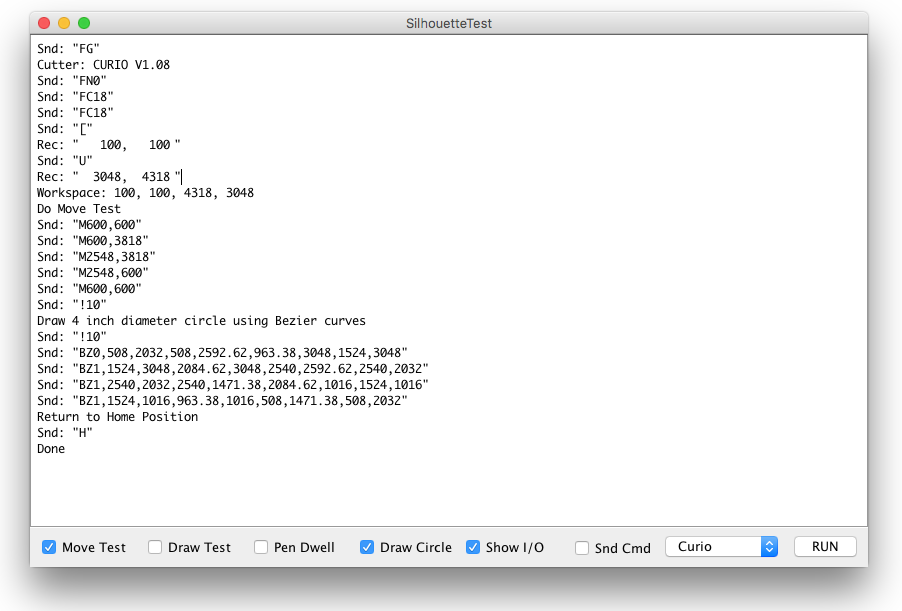 SilhouetteTest
Snd: "FG"
Cutter: CURIO V1.08
Snd: "FN0"
Snd: "FC18"
Snd: "FC18"
Snd: "["
Rec: "   100,   100 "
Snd: "U"
Rec: "  3048,  4318 "
Workspace: 100, 100, 4318, 3048
Do Move Test
Snd: "M600,600"
Snd: "M600,3818"
Snd: "M2548,3818"
Snd: "M2548,600"
Snd: "M600,600"
Snd: "!10"
Draw 4 inch diameter circle using Bezier curves
Snd: "!10"
Snd: "BZ0,508,2032,508,2592.62,963.38,3048,1524,3048"
Snd: "BZ1,1524,3048,2084.62,3048,2540,2592.62,2540,2032"
Snd: "BZ1,2540,2032,2540,1471.38,2084.62,1016,1524,1016"
Snd: "BZ1,1524,1016,963.38,1016,508,1471.38,508,2032"
Return to Home Position
Snd: "H"
Done
Move Test Draw Test Pen Dwell Draw Circle Show I/O Snd Cmd Curio RUN